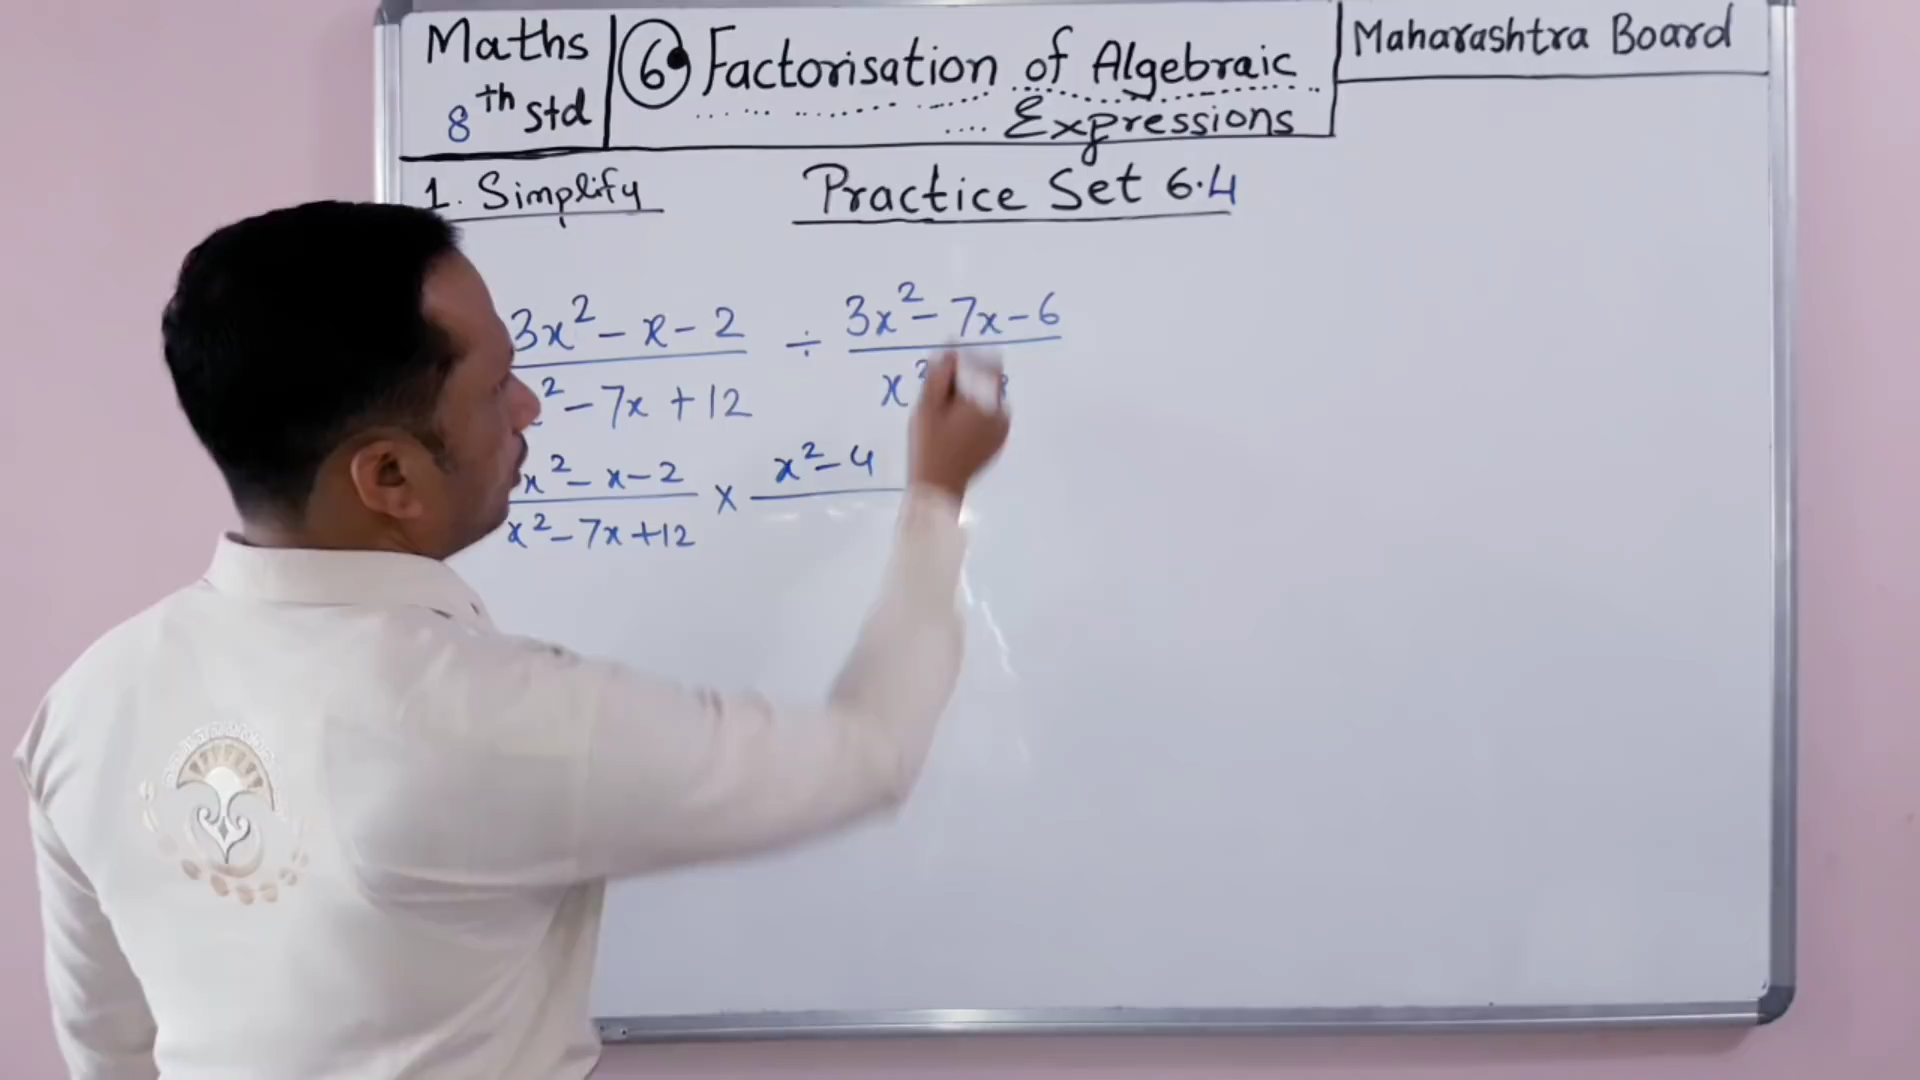 Maths
8th std
6. Factorisation of Algebraic
Expressions
Maharashtra Board
1. Simplify
Practice Set 6.4
3x² - x - 2 ÷ 3x² - 7x - 6
² - 7x + 12 x²
x² - x - 2 × x² - 4
x² - 7x + 12